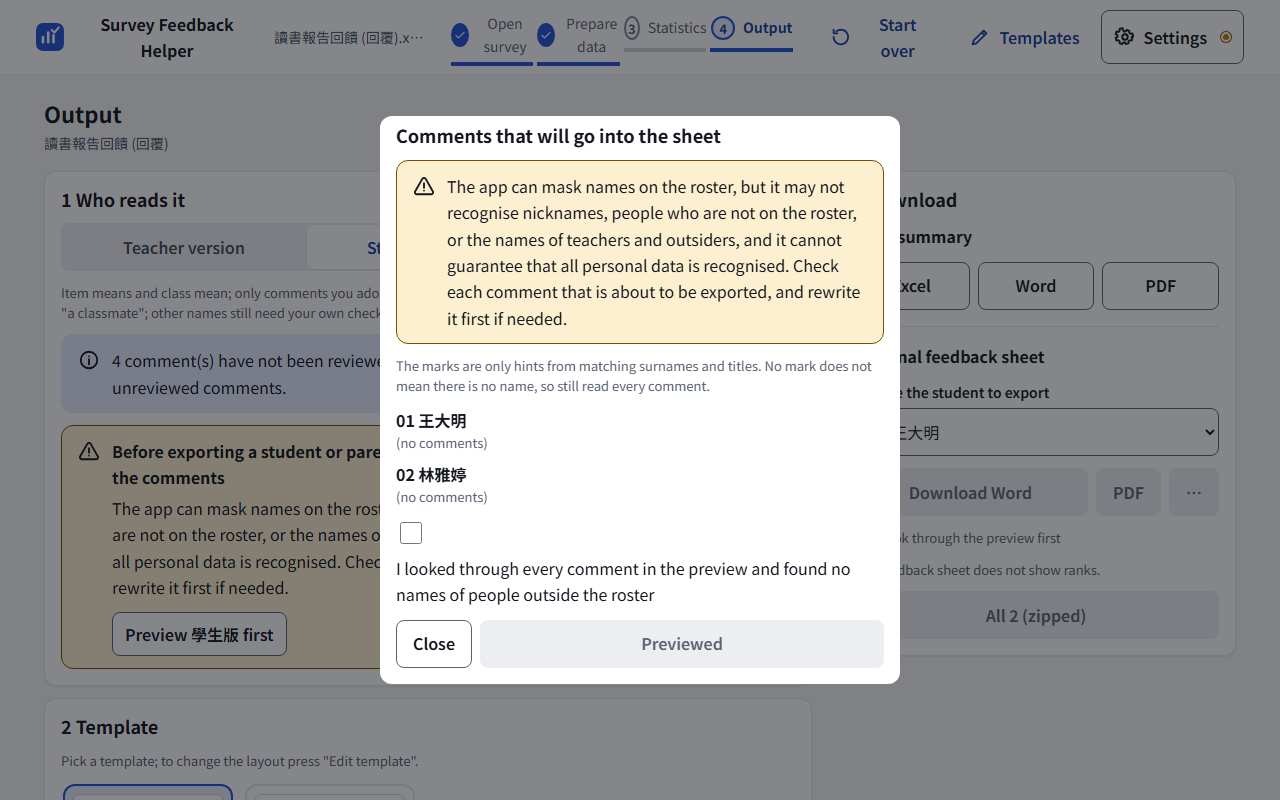 Survey Feedback
Helper
讀書報告回饋 (回覆).x…
Open
survey
Prepare
data
3 Statistics
4 Output
Start
over
Templates
Settings
Output
讀書報告回饋 (回覆)
1 Who reads it
Teacher version
Item means and class mean; only comments you
"a classmate"; other names still need your own check
4 comment(s) have not been
unreviewed comments.
Before exporting a student or
the comments
The app can mask names on the
are not on the roster, or the names
all personal data is recognised.
rewrite it first if needed.
Preview 學生版 first
2 Template
Pick a template; to change the layout press "Edit template".
Comments that will go into the sheet
The app can mask names on the roster, but it may not
recognise nicknames, people who are not on the roster,
or the names of teachers and outsiders, and it cannot
guarantee that all personal data is recognised. Check
each comment that is about to be exported, and rewrite
it first if needed.
The marks are only hints from matching surnames and titles. No mark does not
mean there is no name, so still read every comment.
01 王大明
(no comments)
02 林雅婷
(no comments)
I looked through every comment in the preview and found no
names of people outside the roster
Close
Previewed
summary
Word
PDF
feedback sheet
the student to export
王大明
Download Word
PDF
…
through the preview first
sheet does not show ranks.
All 2 (zipped)